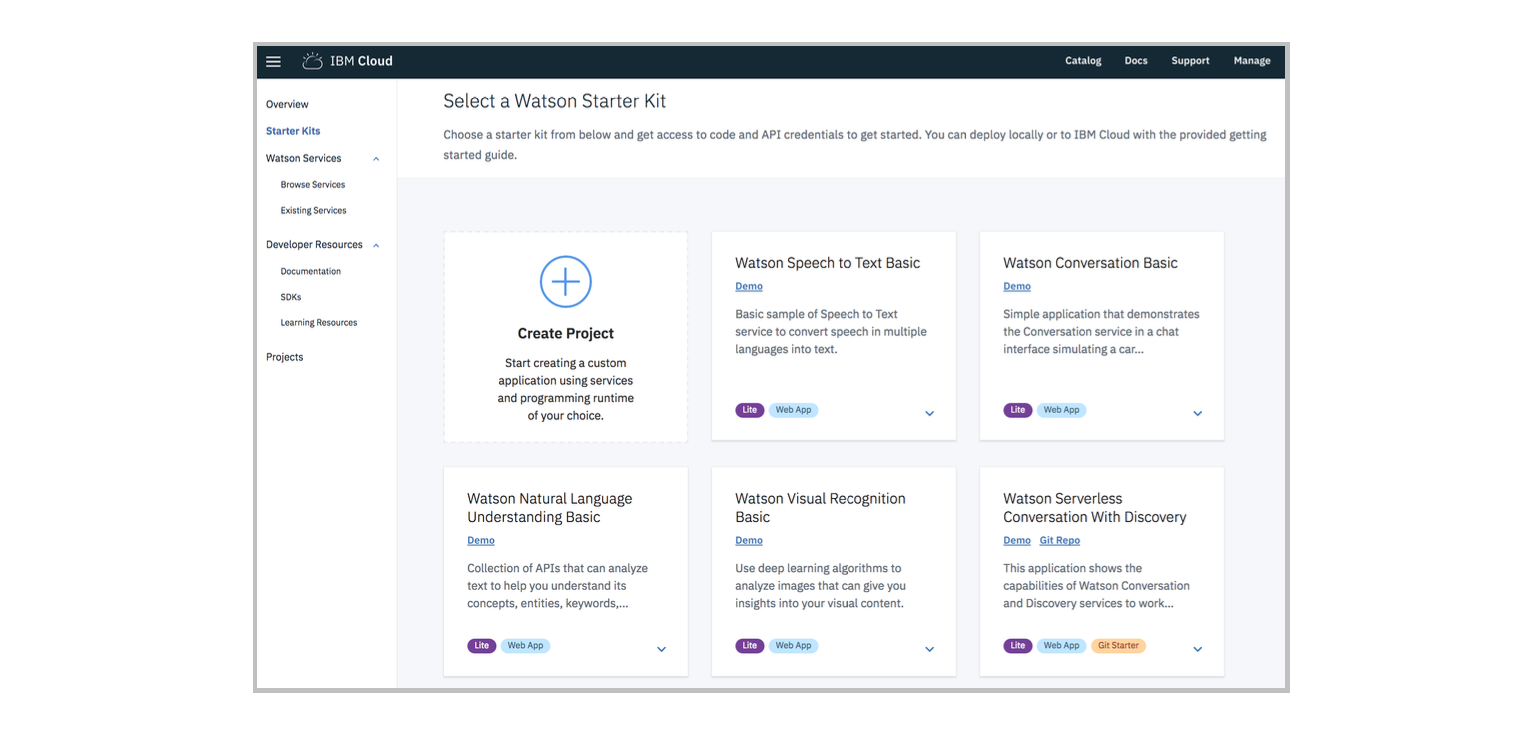 IBM Cloud
Catalog Docs Support Manage
Overview
Starter Kits
Watson Services
Browse Services
Existing Services
Developer Resources
Documentation
SDKs
Learning Resources
Projects
Select a Watson Starter Kit
Choose a starter kit from below and get access to code and API credentials to get started. You can deploy locally or to IBM Cloud with the provided getting
started guide.
Create Project
Start creating a custom
application using services
and programming runtime
of your choice.
Watson Speech to Text Basic
Demo
Basic sample of Speech to Text
service to convert speech in multiple
languages into text.
Lite Web App
Watson Conversation Basic
Demo
Simple application that demonstrates
the Conversation service in a chat
interface simulating a car...
Lite Web App
Watson Natural Language
Understanding Basic
Demo
Collection of APIs that can analyze
text to help you understand its
concepts, entities, keywords,...
Lite Web App
Watson Visual Recognition
Basic
Demo
Use deep learning algorithms to
analyze images that can give you
insights into your visual content.
Lite Web App
Watson Serverless
Conversation With Discovery
Demo Git Repo
This application shows the
capabilities of Watson Conversation
and Discovery services to work...
Lite Web App Git Starter